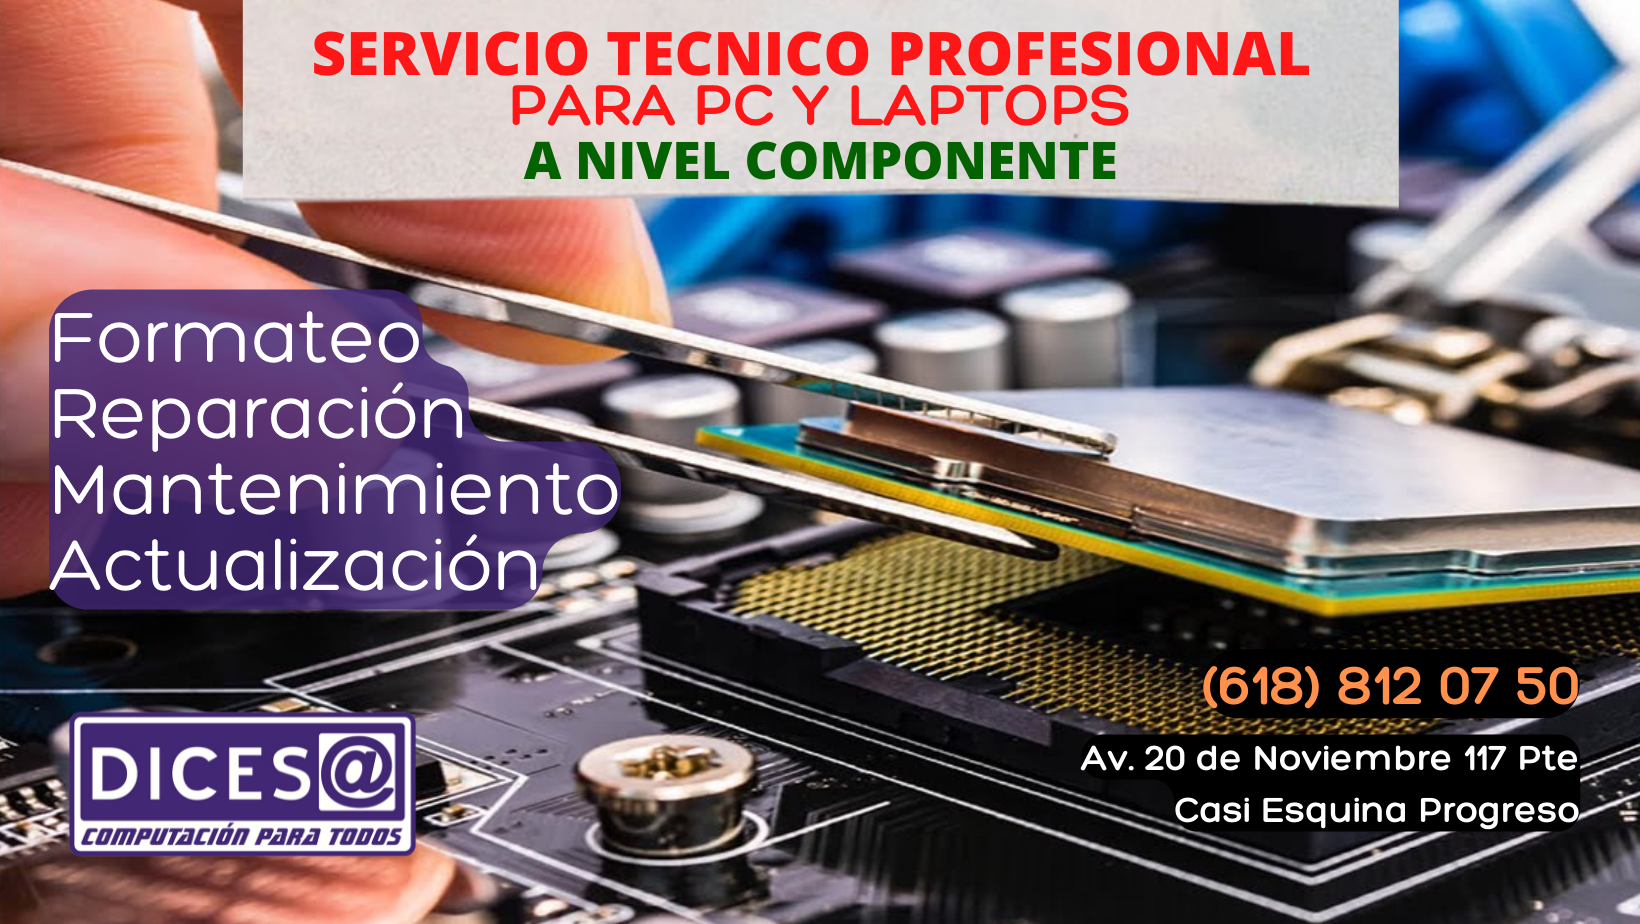 SERVICIO TECNICO PROFESIONAL
PARA PC Y LAPTOPS
A NIVEL COMPONENTE
Formateo
Reparación
Mantenimiento
Actualización
(618) 812 07 50
Av. 20 de Noviembre 117 Pte
Casi Esquina Progreso
DICES@
COMPUTACIÓN PARA TODOS